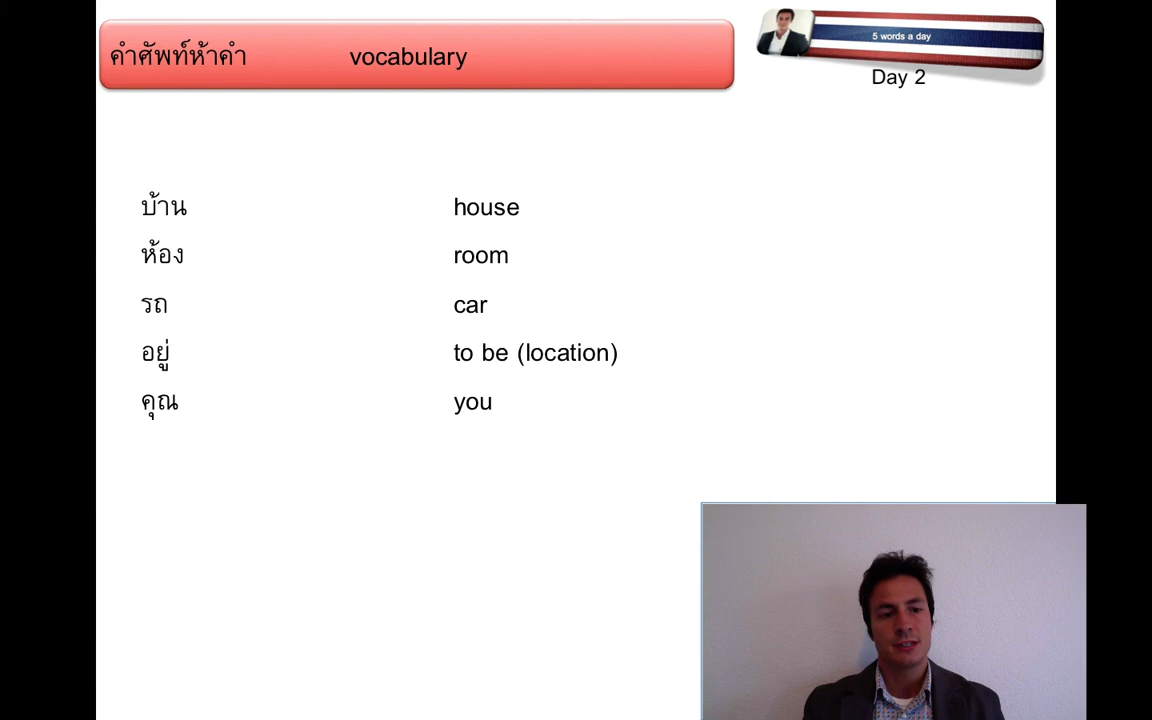 คำศัพท์ห้าคำ vocabulary
5 words a day
Day 2
บ้าน house
ห้อง room
รถ car
อยู่ to be (location)
คุณ you